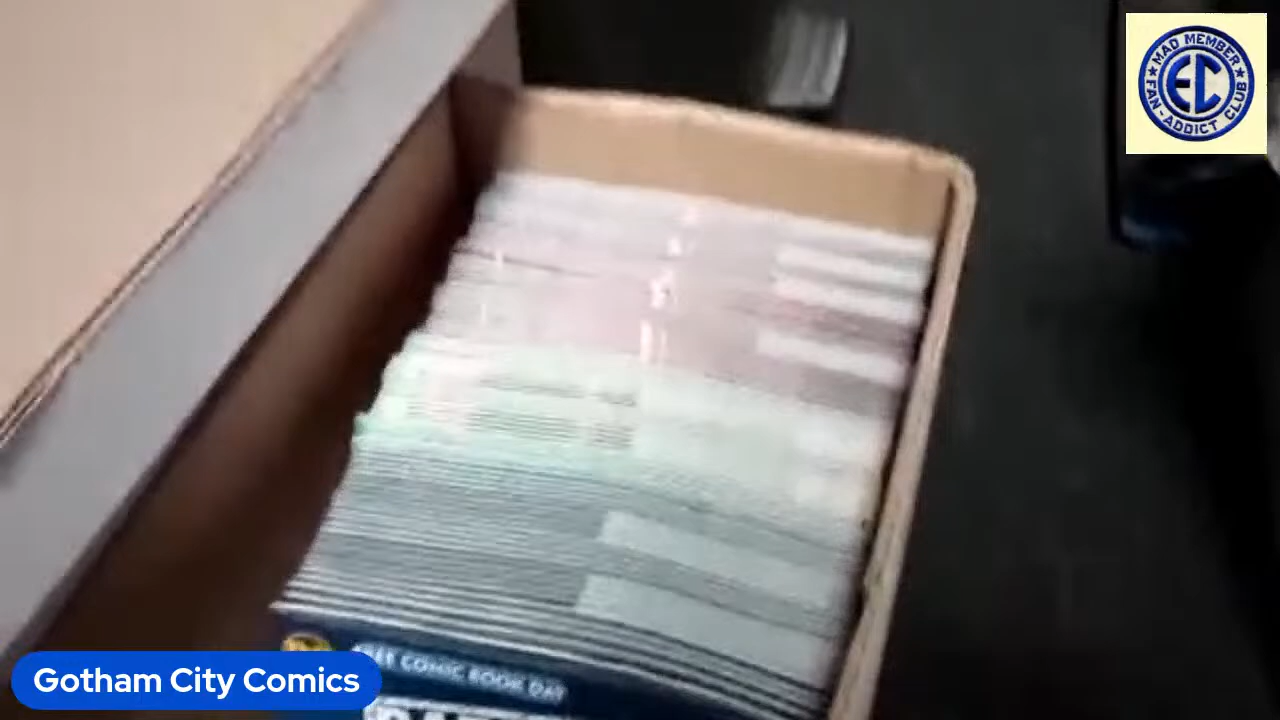 MAD MEMBER
EC
FAN-ADDICT CLUB
COMIC BOOK DAY
Gotham City Comics